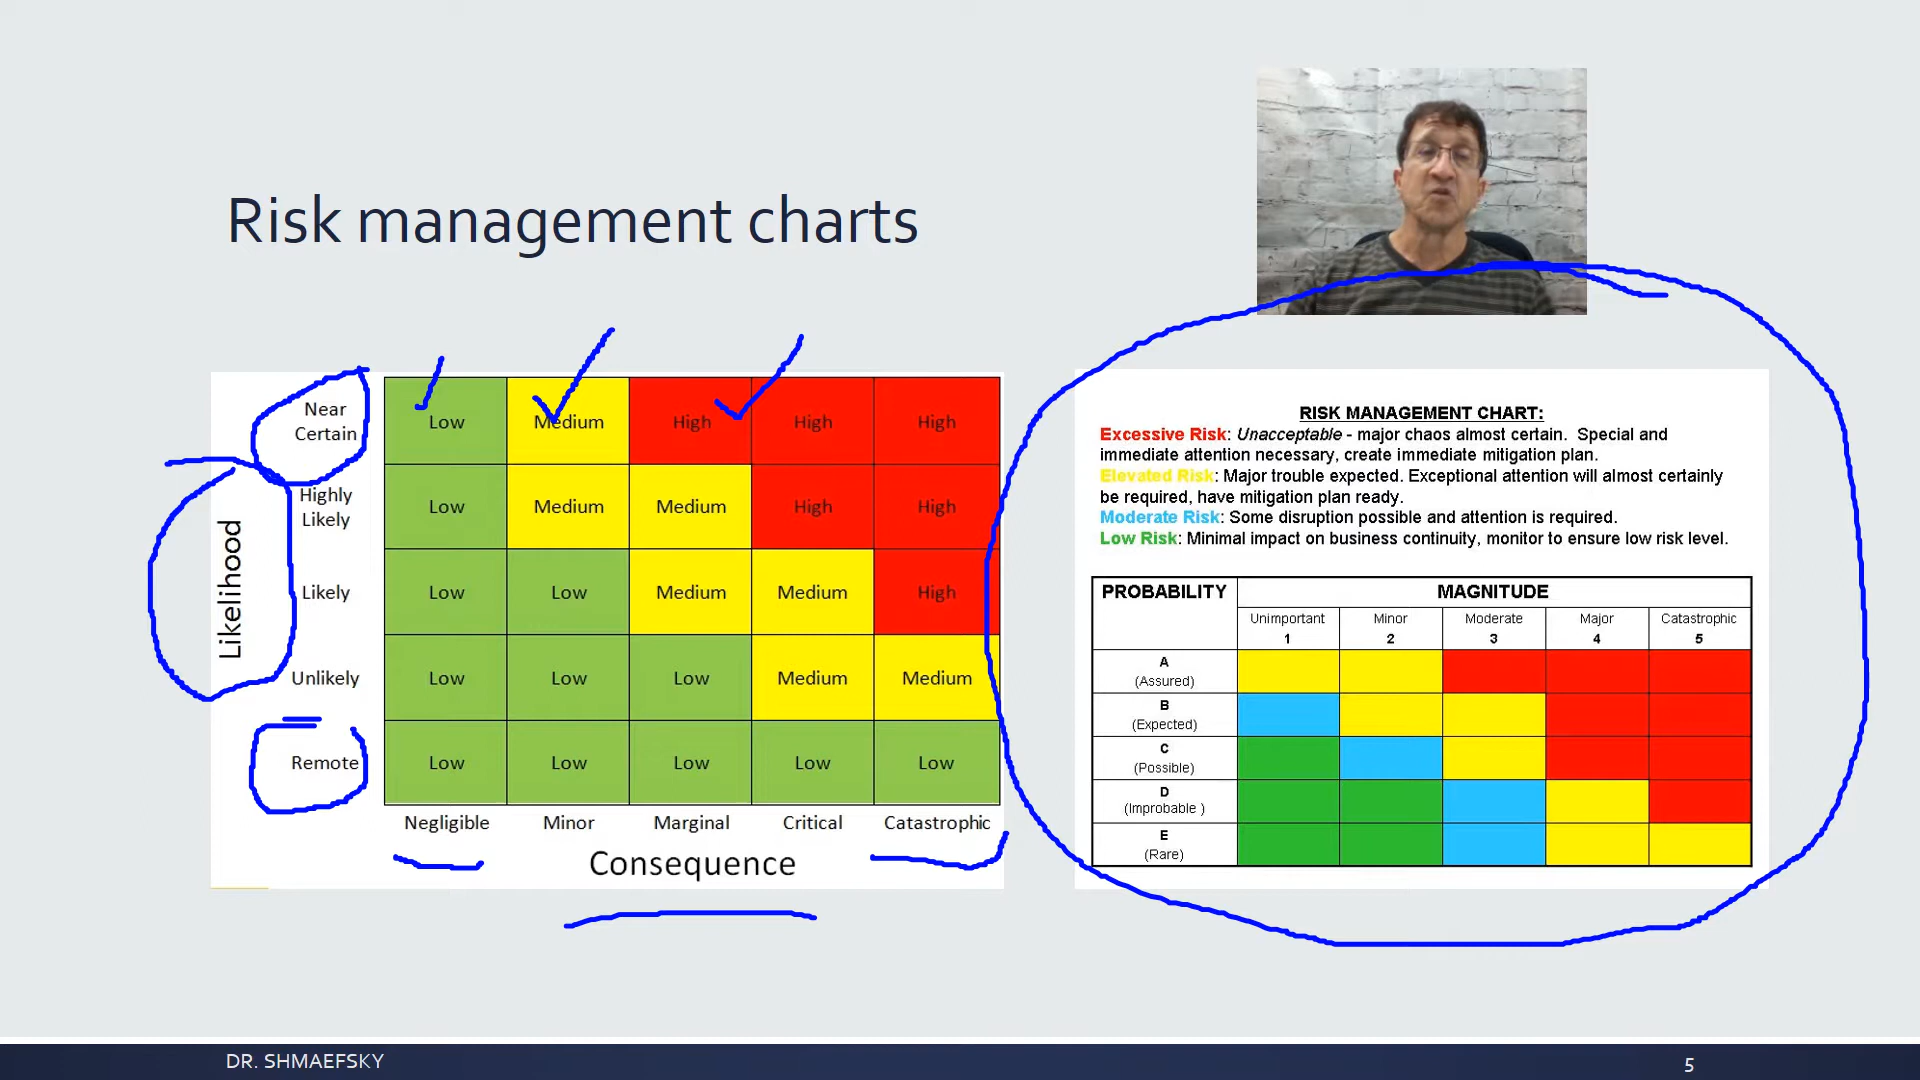 Risk management charts
Near
Certain
Low Medium High High High
Highly
Likely
Low Medium Medium High High
Likelihood
Likely Low Low Medium Medium High
Unlikely Low Low Low Medium Medium
Remote Low Low Low Low Low
Negligible Minor Marginal Critical Catastrophic
Consequence
RISK MANAGEMENT CHART:
Excessive Risk: Unacceptable - major chaos almost certain. Special and
immediate attention necessary, create immediate mitigation plan.
Elevated Risk: Major trouble expected. Exceptional attention will almost certainly
be required, have mitigation plan ready.
Moderate Risk: Some disruption possible and attention is required.
Low Risk: Minimal impact on business continuity, monitor to ensure low risk level.
PROBABILITY MAGNITUDE
Unimportant Minor Moderate Major Catastrophic
1 2 3 4 5
A
(Assured)
B
(Expected)
C
(Possible)
D
(Improbable )
E
(Rare)
DR. SHMAEFSKY 5